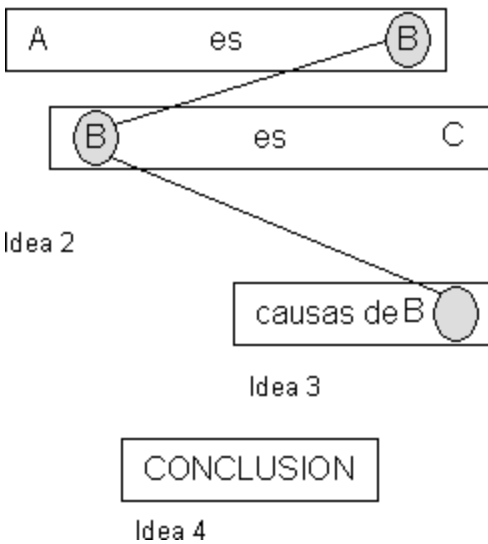 A es B
B es C
Idea 2
causas de B
Idea 3
CONCLUSION
Idea 4